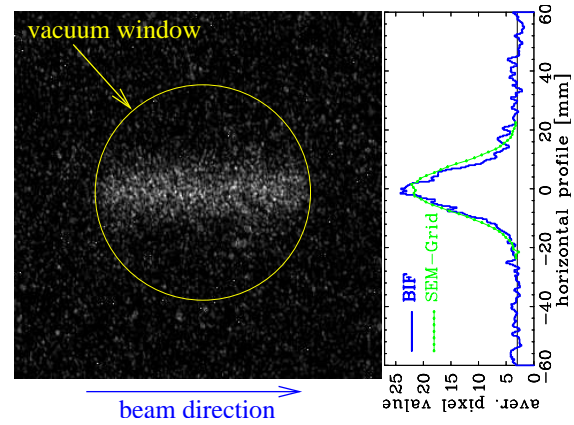 vacuum window
beam direction
BIF
SEM-Grid
60
40
20
0
-20
-40
-60
horizontal profile [mm]
25
20
15
10
5
0
aver. pixel value